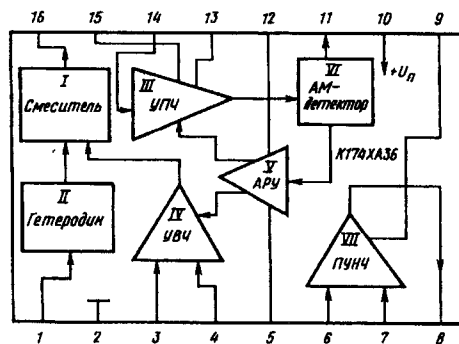 16 15 14 13 12 11 10 9
I
Смеситель
III
УПЧ
VI
АМ-
детектор
+Uп
К174ХА36
II
Гетеродин
IV
УВЧ
V
АРУ
VII
ПУНЧ
1 2 3 4 5 6 7 8